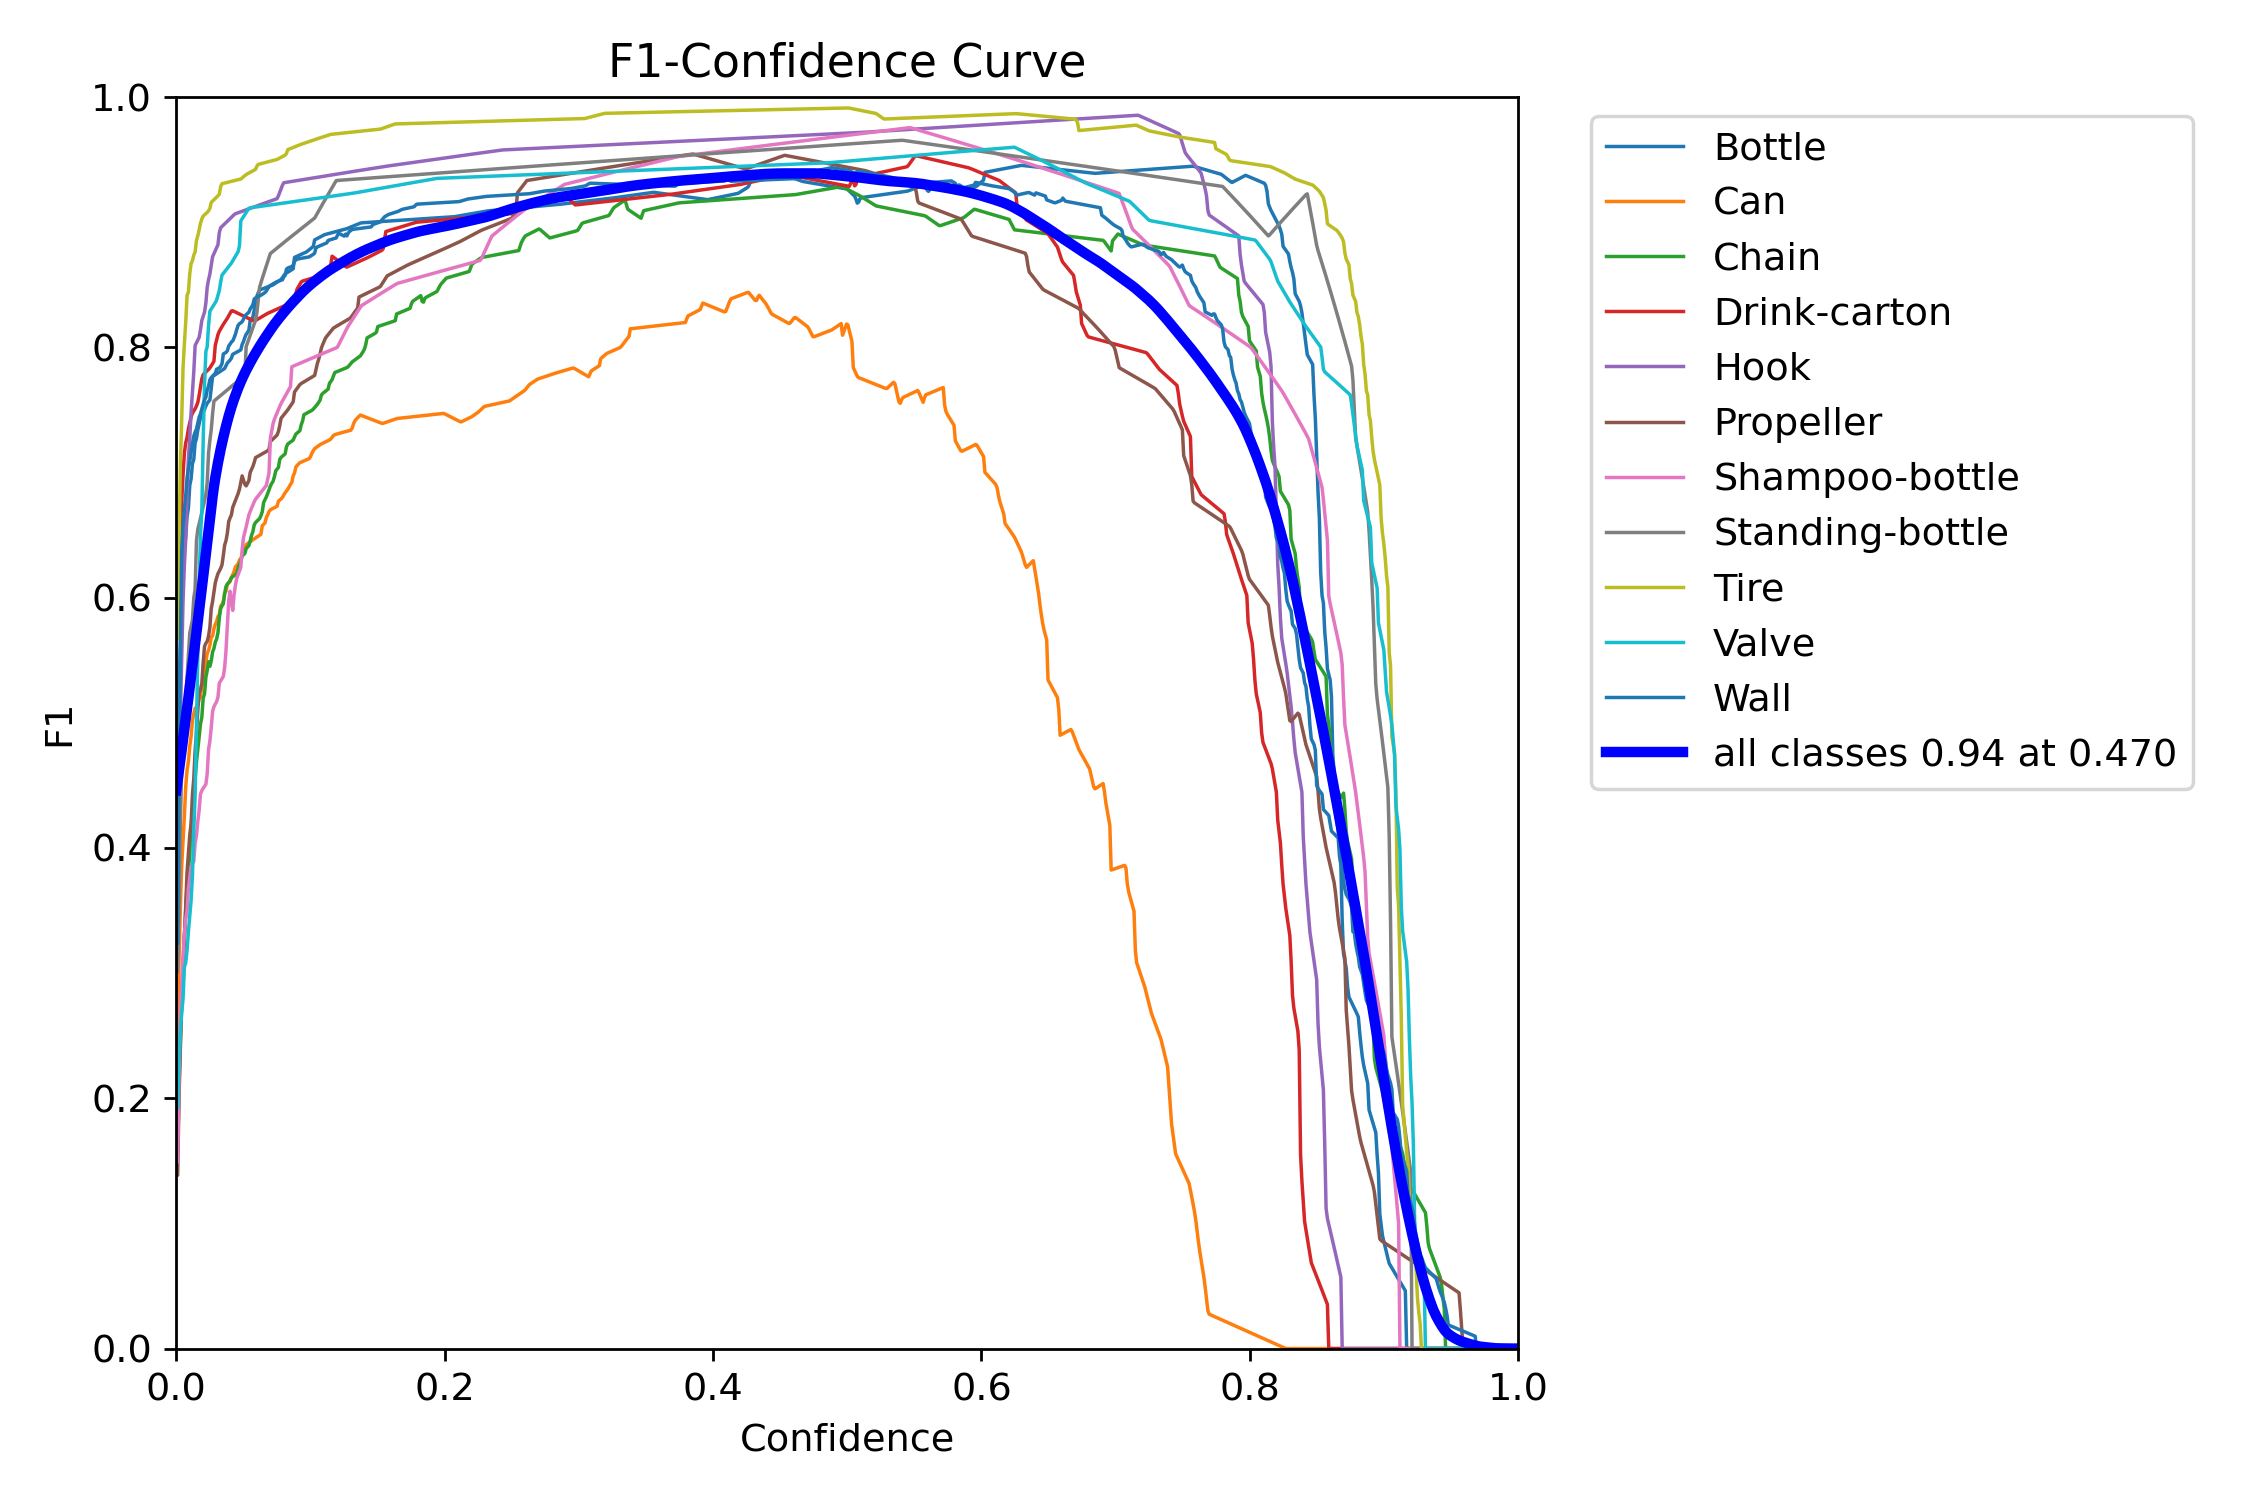 F1-Confidence Curve
1.0
0.8
0.6
0.4
0.2
0.0
F1
0.0 0.2 0.4 0.6 0.8 1.0
Confidence
Bottle
Can
Chain
Drink-carton
Hook
Propeller
Shampoo-bottle
Standing-bottle
Tire
Valve
Wall
all classes 0.94 at 0.470